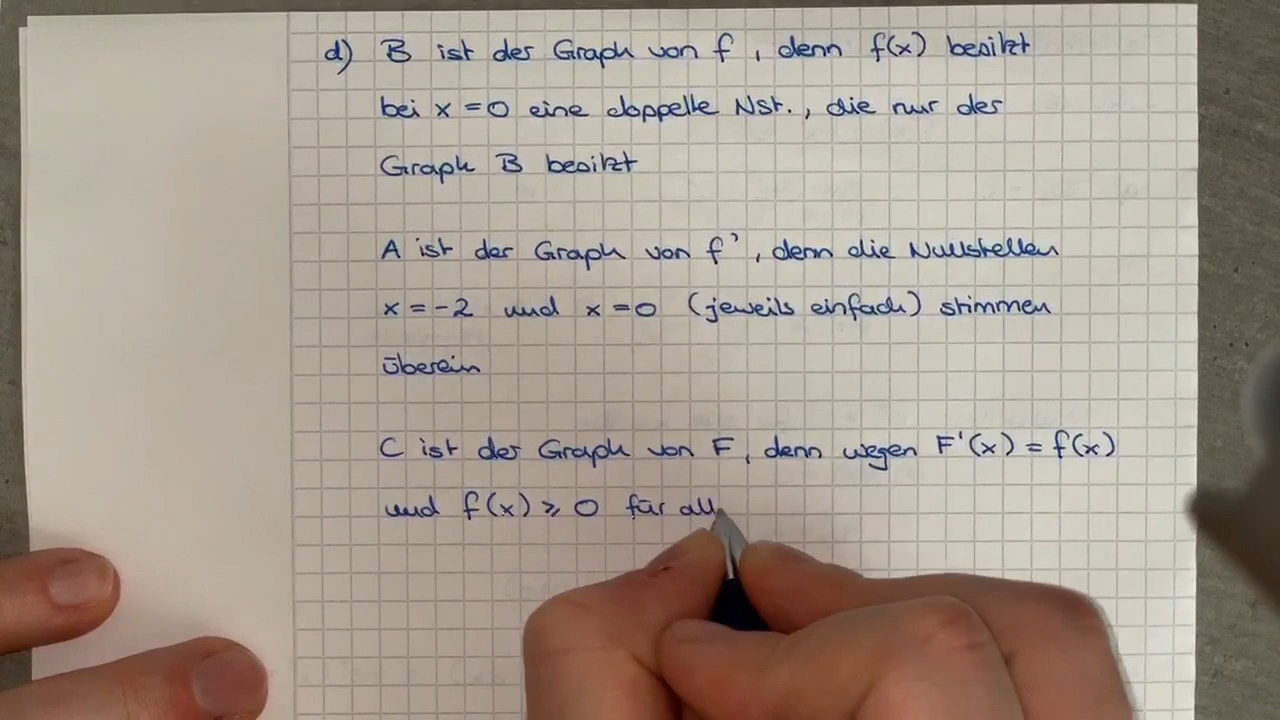 d) B ist der Graph von f, denn f(x) besitzt
bei x = 0 eine doppelte Nst., die nur der
Graph B besitzt
A ist der Graph von f', denn die Nullstellen
x = -2 und x = 0 (jeweils einfach) stimmen
überein
C ist der Graph von F, denn wegen F'(x) = f(x)
und f(x) ≥ 0 für all